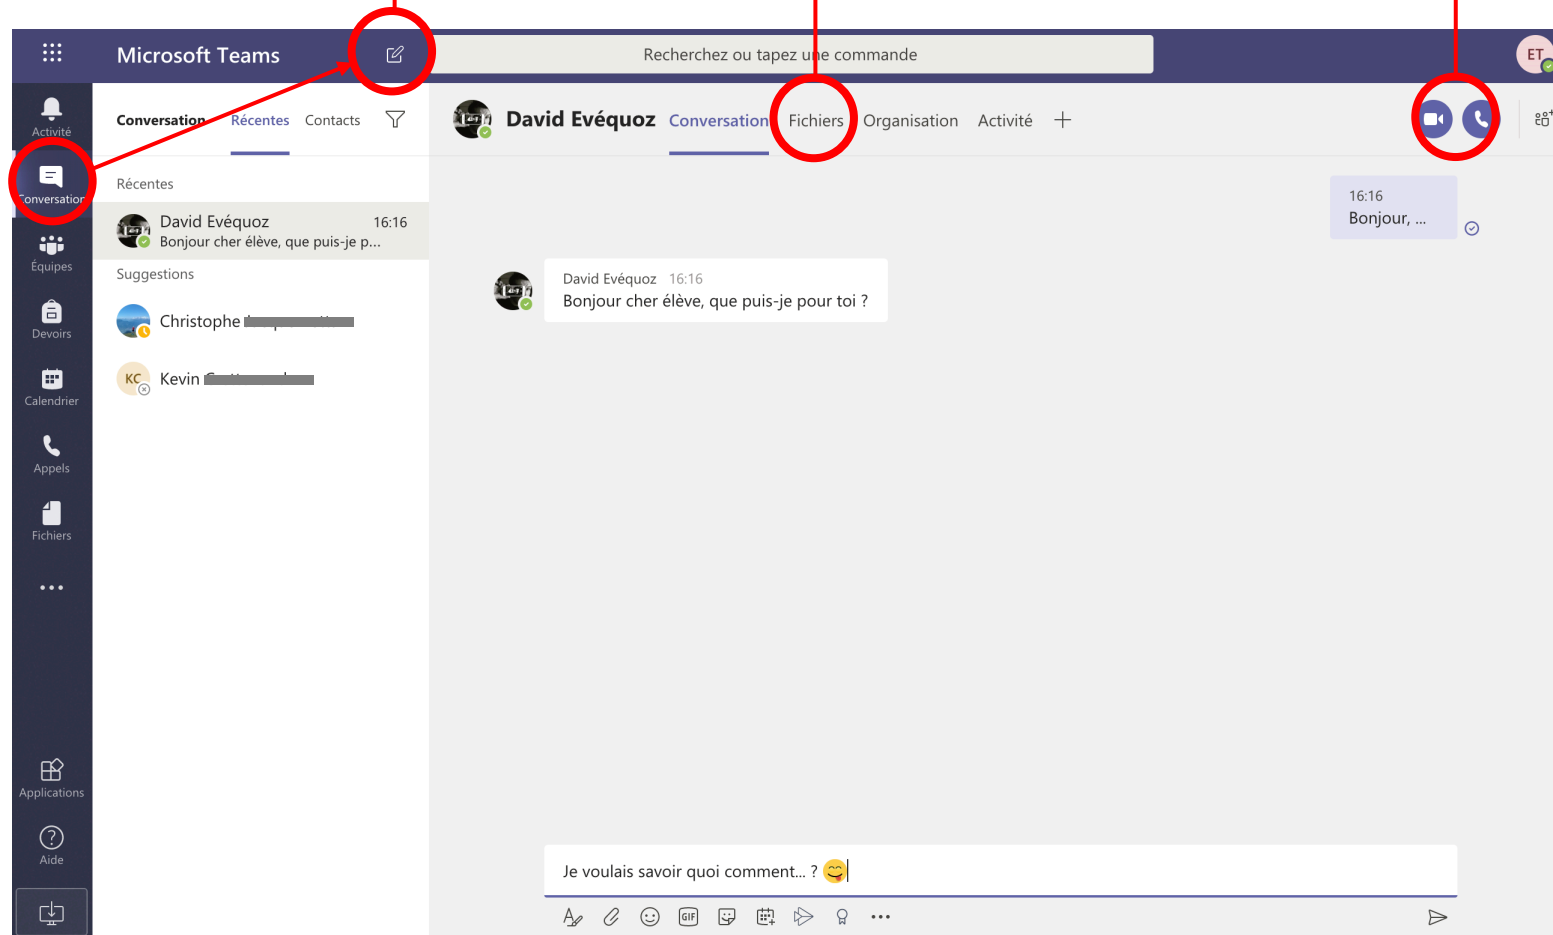 Microsoft Teams
Recherchez ou tapez une commande
ET
Activité
Conversation
Équipes
Devoirs
Calendrier
Appels
Fichiers
Applications
Aide
Conversation Récentes Contacts
Récentes
David Evéquoz 16:16
Bonjour cher élève, que puis-je p...
Suggestions
Christophe
KC Kevin
David Evéquoz Conversation Fichiers Organisation Activité
16:16
Bonjour, ...
David Evéquoz 16:16
Bonjour cher élève, que puis-je pour toi ?
Je voulais savoir quoi comment... ? 😋
GIF